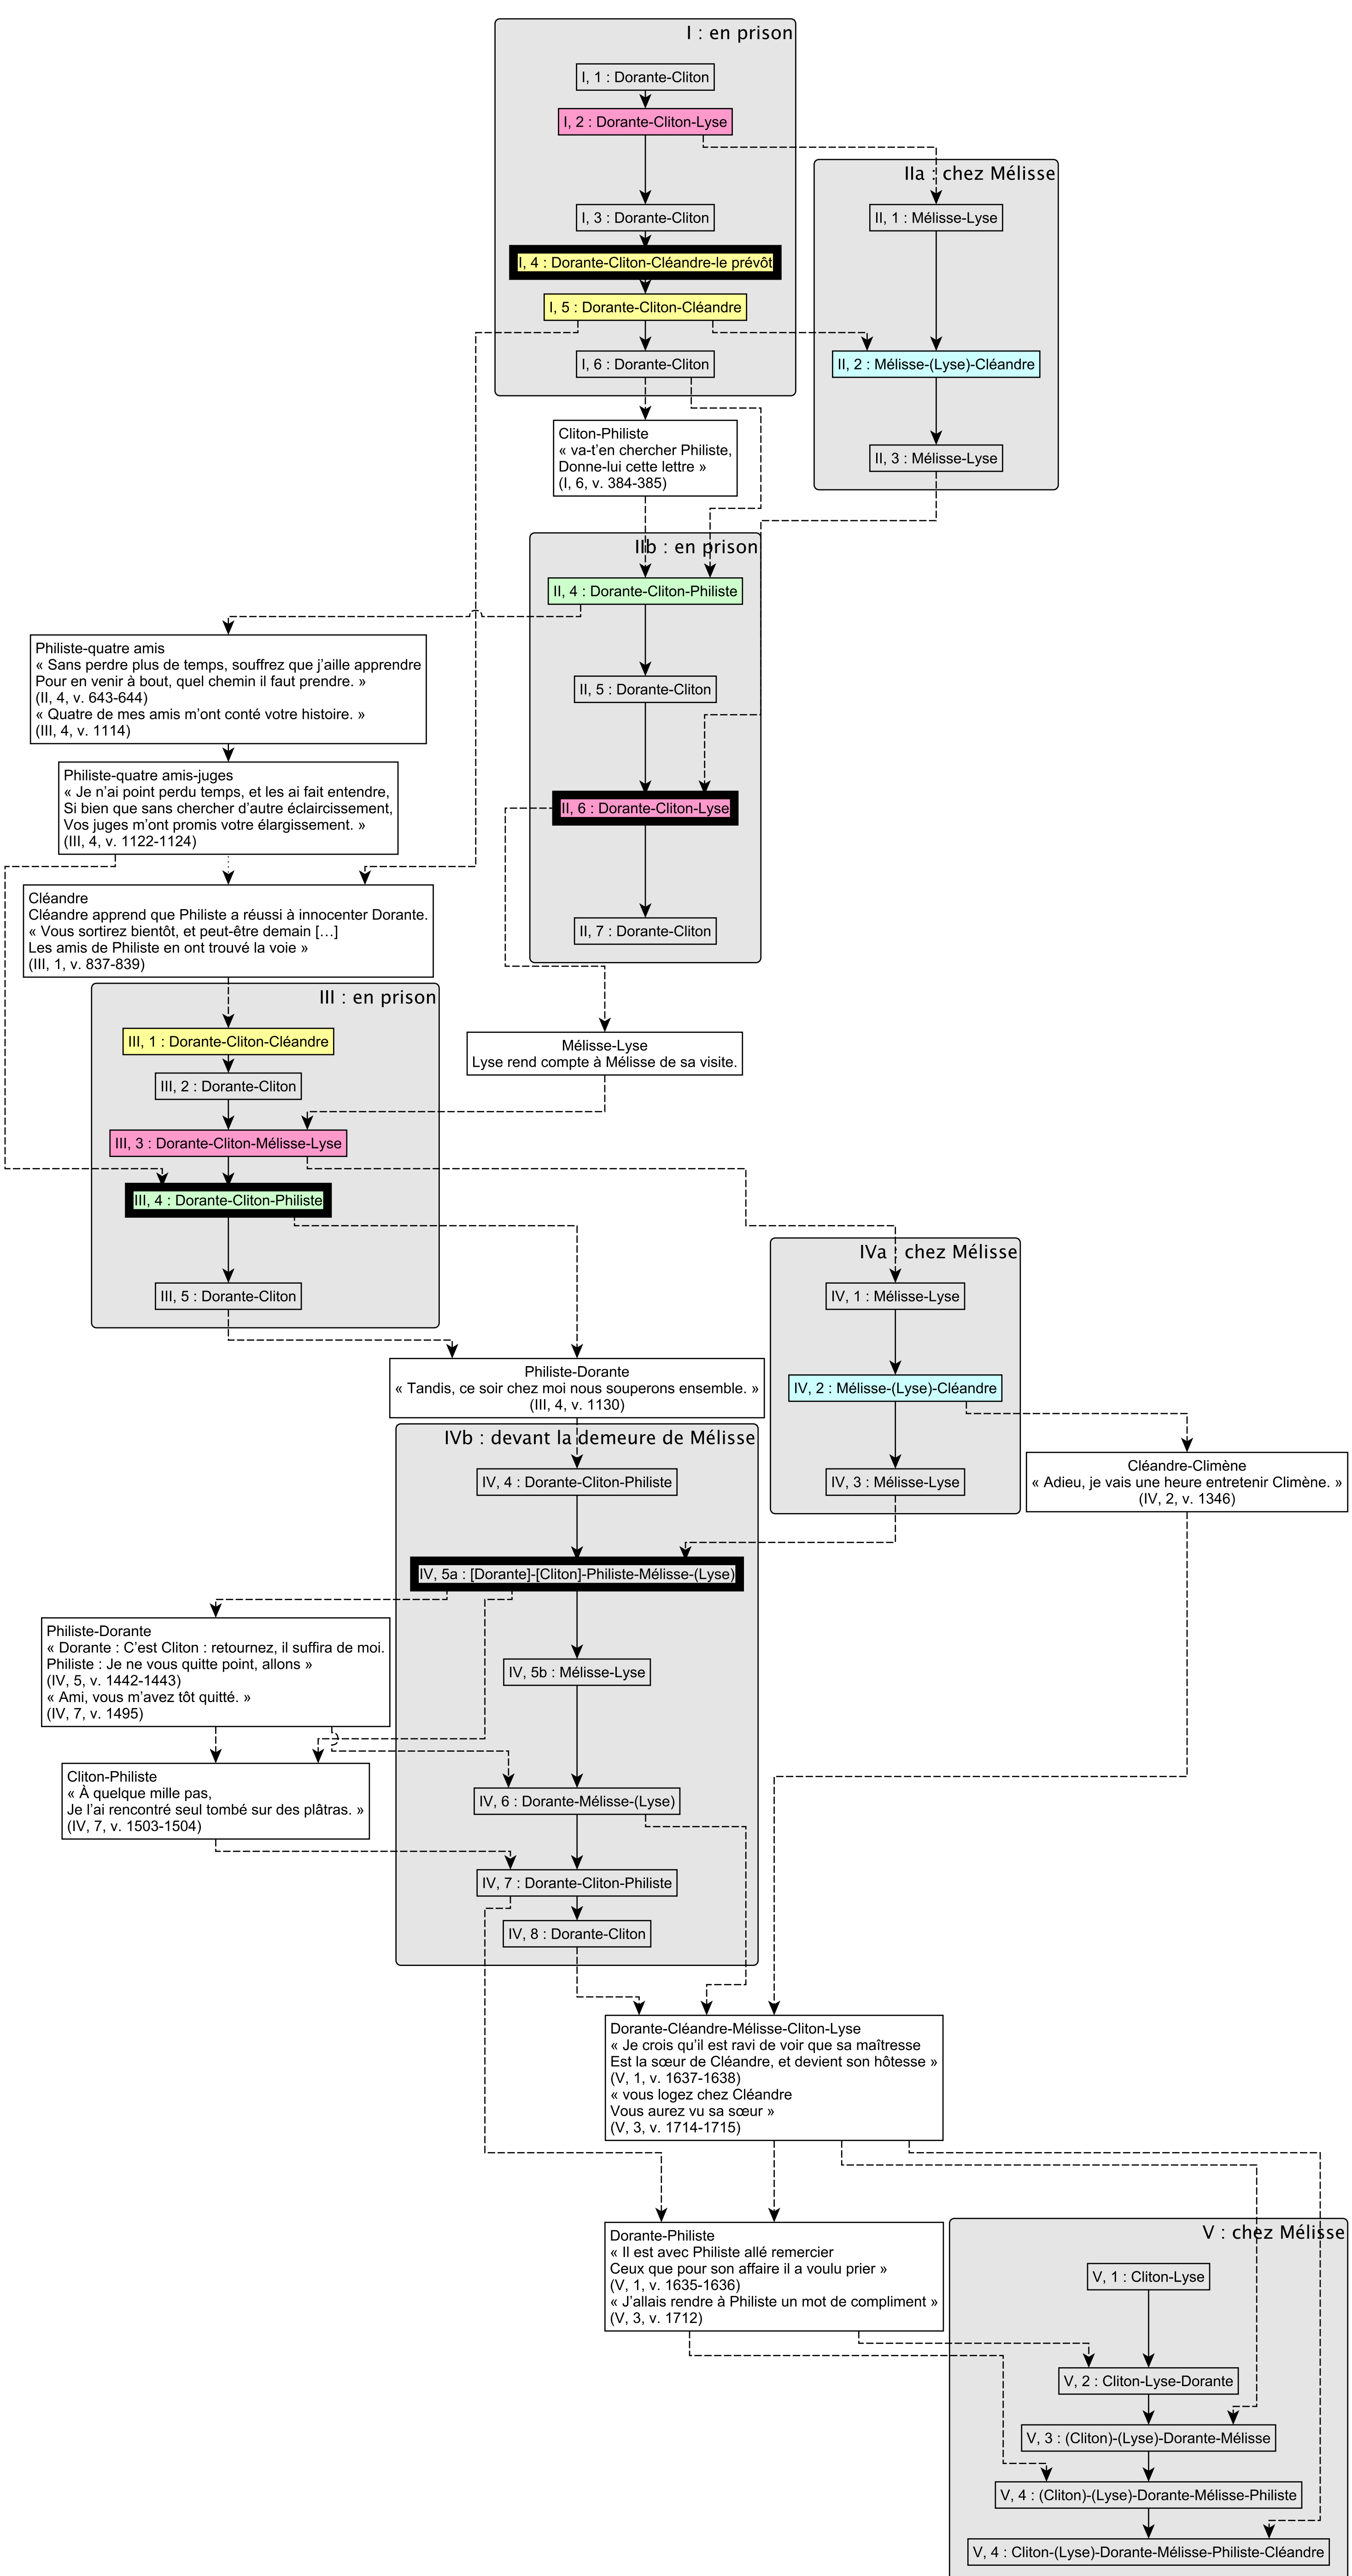 I : en prison
I, 1 : Dorante-Cliton
I, 2 : Dorante-Cliton-Lyse
I, 3 : Dorante-Cliton
I, 4 : Dorante-Cliton-Cléandre-le prévôt
I, 5 : Dorante-Cliton-Cléandre
I, 6 : Dorante-Cliton
IIa : chez Mélisse
II, 1 : Mélisse-Lyse
II, 2 : Mélisse-(Lyse)-Cléandre
II, 3 : Mélisse-Lyse
Cliton-Philiste
« va-t’en chercher Philiste,
Donne-lui cette lettre »
(I, 6, v. 384-385)
IIb : en prison
II, 4 : Dorante-Cliton-Philiste
II, 5 : Dorante-Cliton
II, 6 : Dorante-Cliton-Lyse
II, 7 : Dorante-Cliton
Philiste-quatre amis
« Sans perdre plus de temps, souffrez que j’aille apprendre
Pour en venir à bout, quel chemin il faut prendre. »
(II, 4, v. 643-644)
« Quatre de mes amis m’ont conté votre histoire. »
(III, 4, v. 1114)
Philiste-quatre amis-juges
« Je n’ai point perdu temps, et les ai fait entendre,
Si bien que sans chercher d’autre éclaircissement,
Vos juges m’ont promis votre élargissement. »
(III, 4, v. 1122-1124)
Cléandre
Cléandre apprend que Philiste a réussi à innocenter Dorante.
« Vous sortirez bientôt, et peut-être demain […]
Les amis de Philiste en ont trouvé la voie »
(III, 1, v. 837-839)
III : en prison
III, 1 : Dorante-Cliton-Cléandre
III, 2 : Dorante-Cliton
III, 3 : Dorante-Cliton-Mélisse-Lyse
III, 4 : Dorante-Cliton-Philiste
III, 5 : Dorante-Cliton
Mélisse-Lyse
Lyse rend compte à Mélisse de sa visite.
IVa : chez Mélisse
IV, 1 : Mélisse-Lyse
IV, 2 : Mélisse-(Lyse)-Cléandre
IV, 3 : Mélisse-Lyse
Philiste-Dorante
« Tandis, ce soir chez moi nous souperons ensemble. »
(III, 4, v. 1130)
Cléandre-Climène
« Adieu, je vais une heure entretenir Climène. »
(IV, 2, v. 1346)
IVb : devant la demeure de Mélisse
IV, 4 : Dorante-Cliton-Philiste
IV, 5a : [Dorante]-[Cliton]-Philiste-Mélisse-(Lyse)
IV, 5b : Mélisse-Lyse
IV, 6 : Dorante-Mélisse-(Lyse)
IV, 7 : Dorante-Cliton-Philiste
IV, 8 : Dorante-Cliton
Philiste-Dorante
« Dorante : C’est Cliton : retournez, il suffira de moi.
Philiste : Je ne vous quitte point, allons »
(IV, 5, v. 1442-1443)
« Ami, vous m’avez tôt quitté. »
(IV, 7, v. 1495)
Cliton-Philiste
« À quelque mille pas,
Je l’ai rencontré seul tombé sur des plâtras. »
(IV, 7, v. 1503-1504)
Dorante-Cléandre-Mélisse-Cliton-Lyse
« Je crois qu’il est ravi de voir que sa maîtresse
Est la sœur de Cléandre, et devient son hôtesse »
(V, 1, v. 1637-1638)
« vous logez chez Cléandre
Vous aurez vu sa sœur »
(V, 3, v. 1714-1715)
Dorante-Philiste
« Il est avec Philiste allé remercier
Ceux que pour son affaire il a voulu prier »
(V, 1, v. 1635-1636)
« J’allais rendre à Philiste un mot de compliment »
(V, 3, v. 1712)
V : chez Mélisse
V, 1 : Cliton-Lyse
V, 2 : Cliton-Lyse-Dorante
V, 3 : (Cliton)-(Lyse)-Dorante-Mélisse
V, 4 : (Cliton)-(Lyse)-Dorante-Mélisse-Philiste
V, 4 : Cliton-(Lyse)-Dorante-Mélisse-Philiste-Cléandre